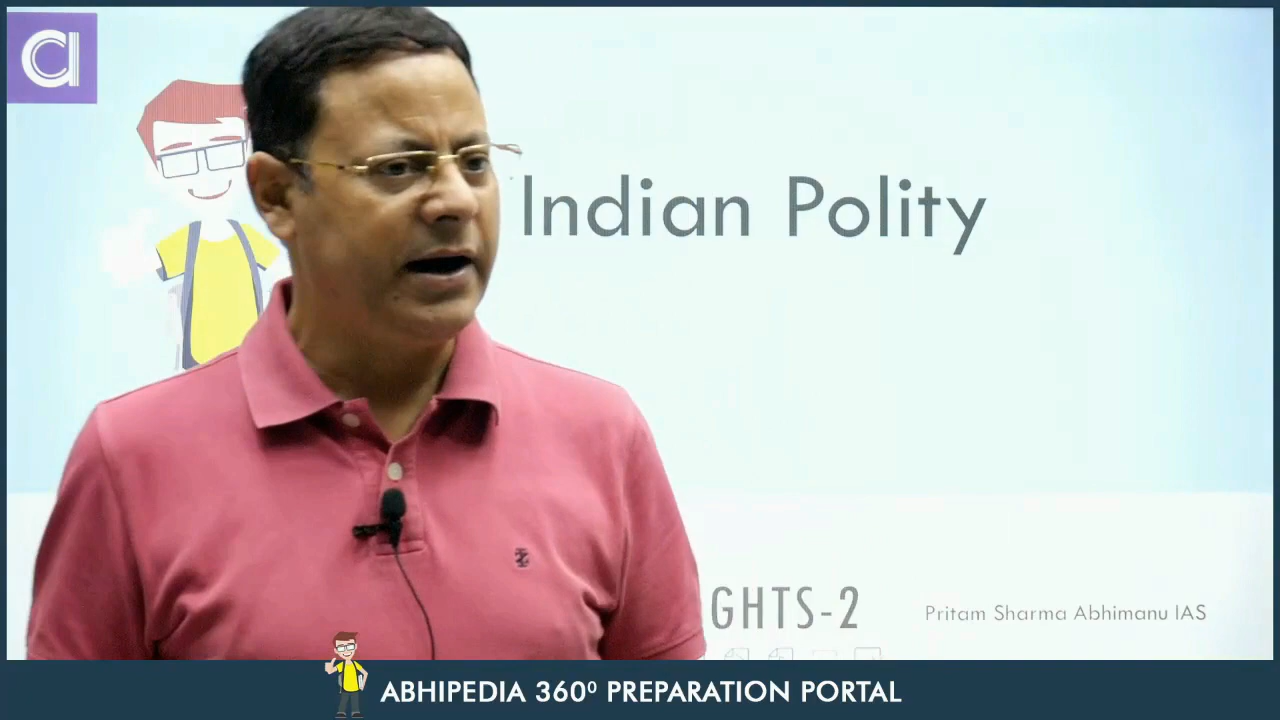 Indian Polity
GHTS-2
Pritam Sharma Abhimanu IAS
ABHIPEDIA 360⁰ PREPARATION PORTAL